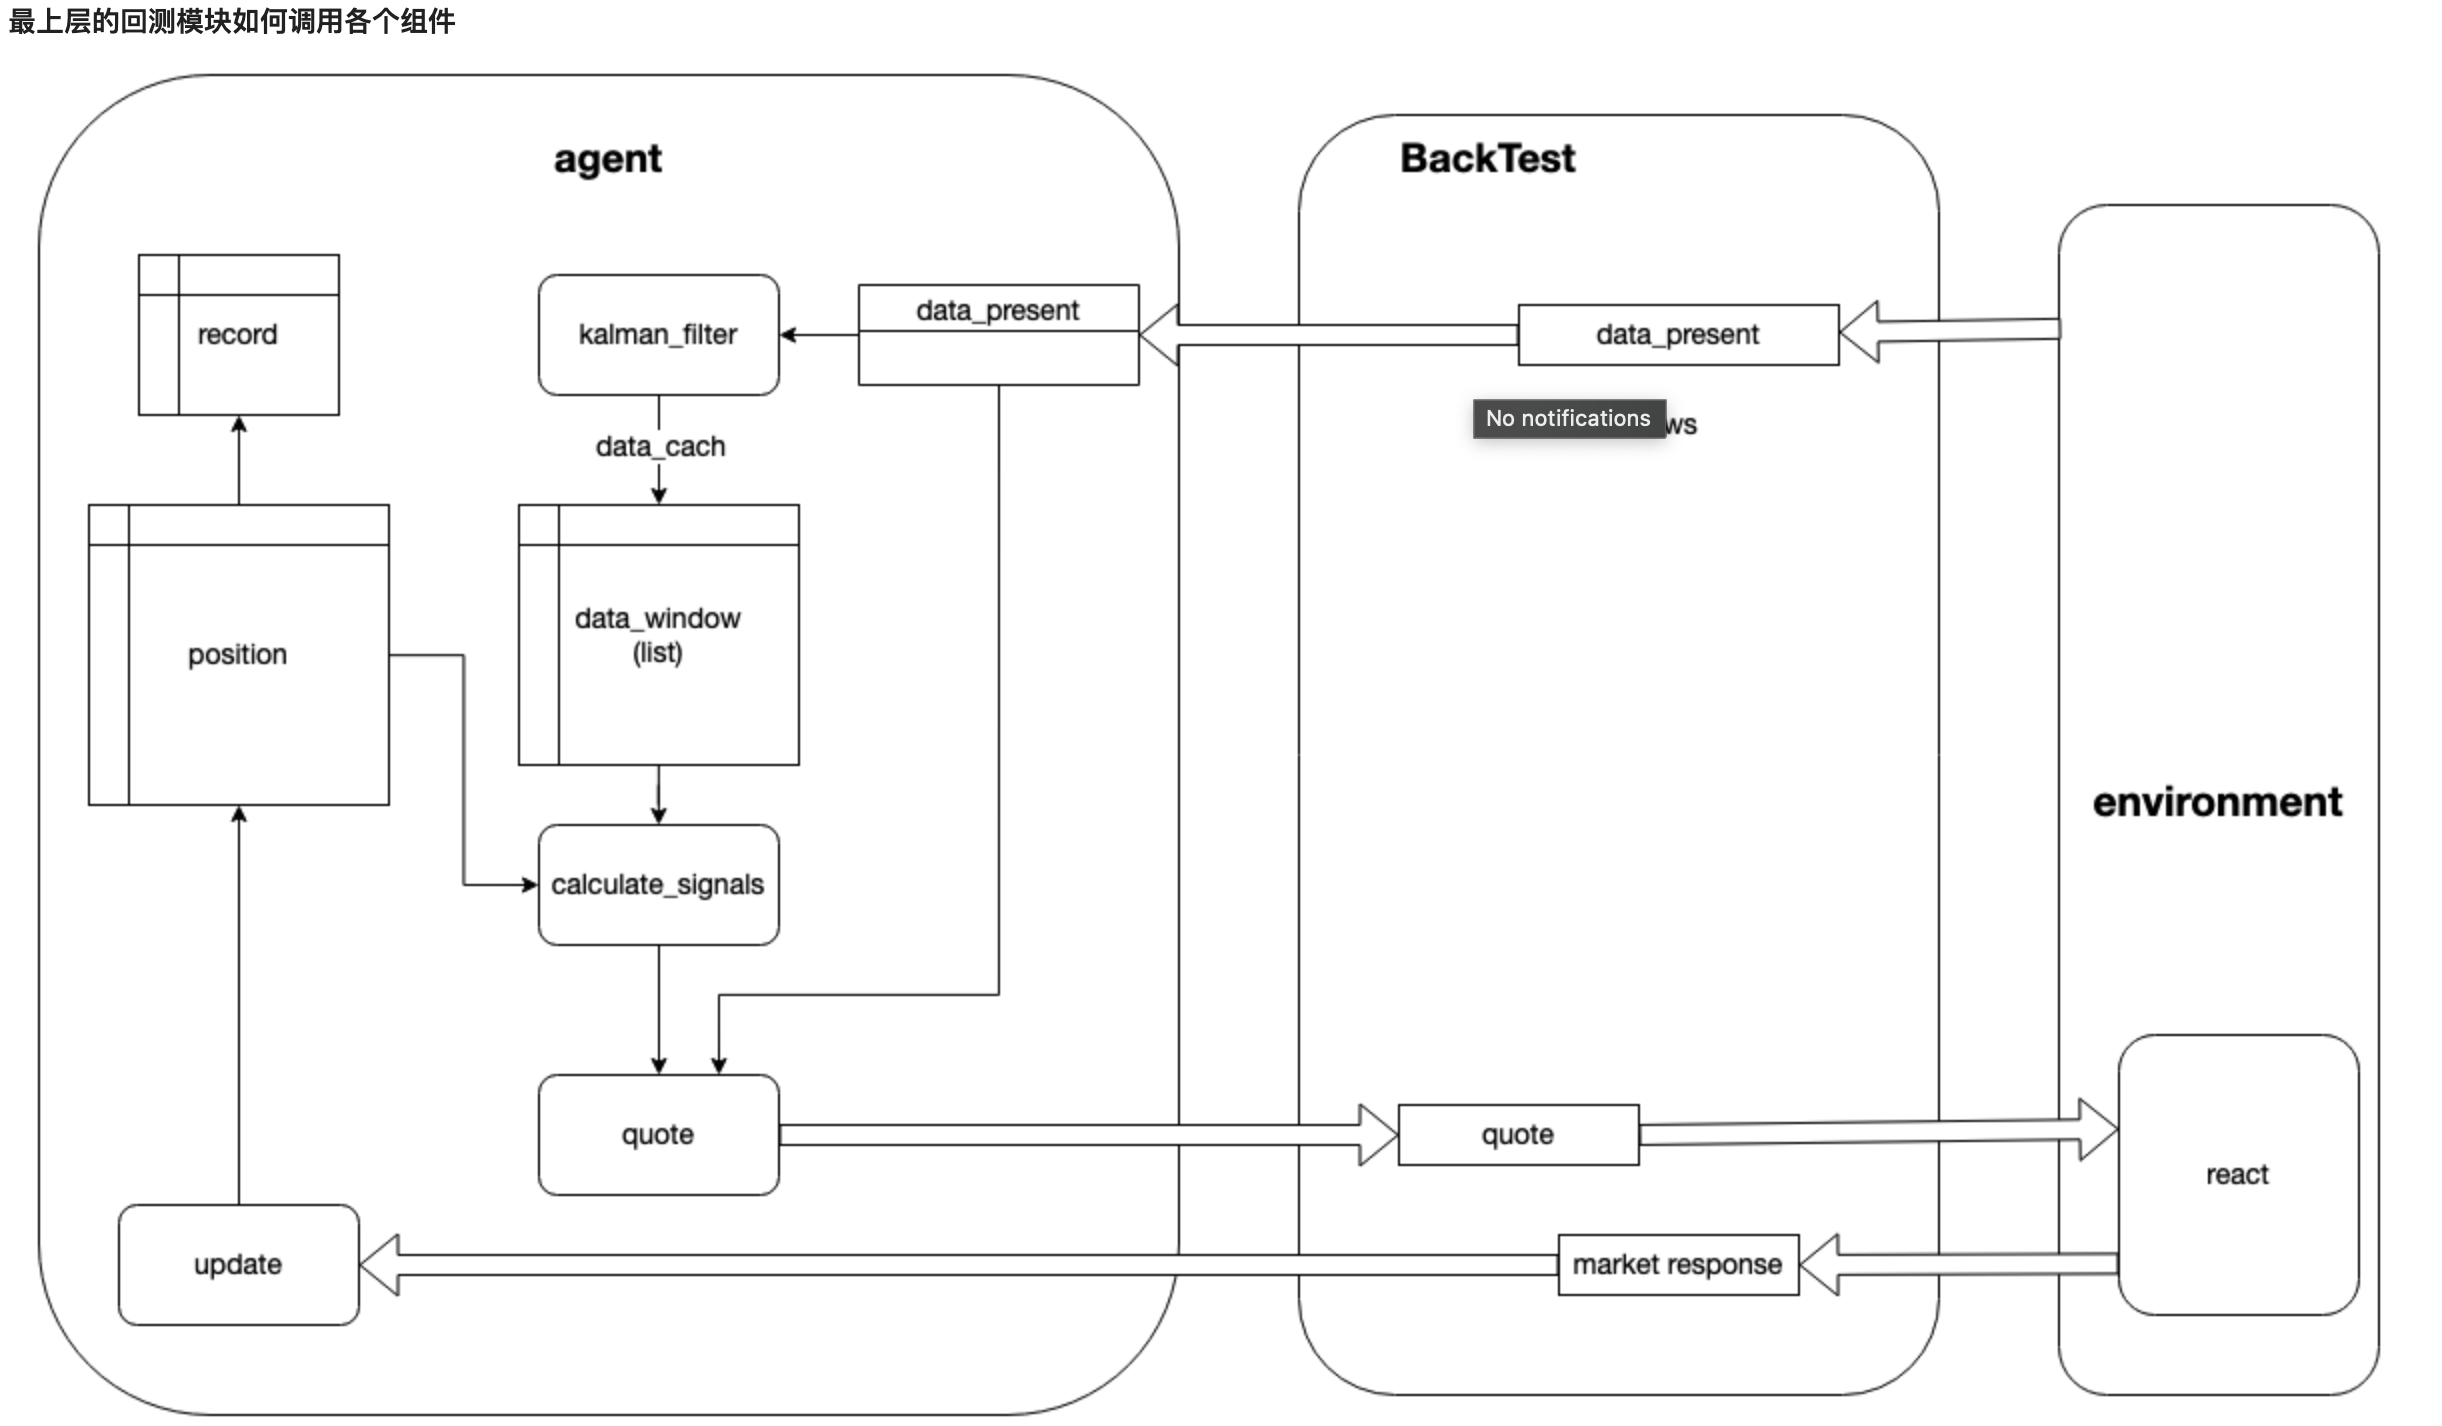 最上层的回测模块如何调用各个组件
agent
BackTest
environment
record
kalman_filter
data_present
data_present
No notifications
data_cach
position
data_window
(list)
calculate_signals
quote
quote
react
update
market response